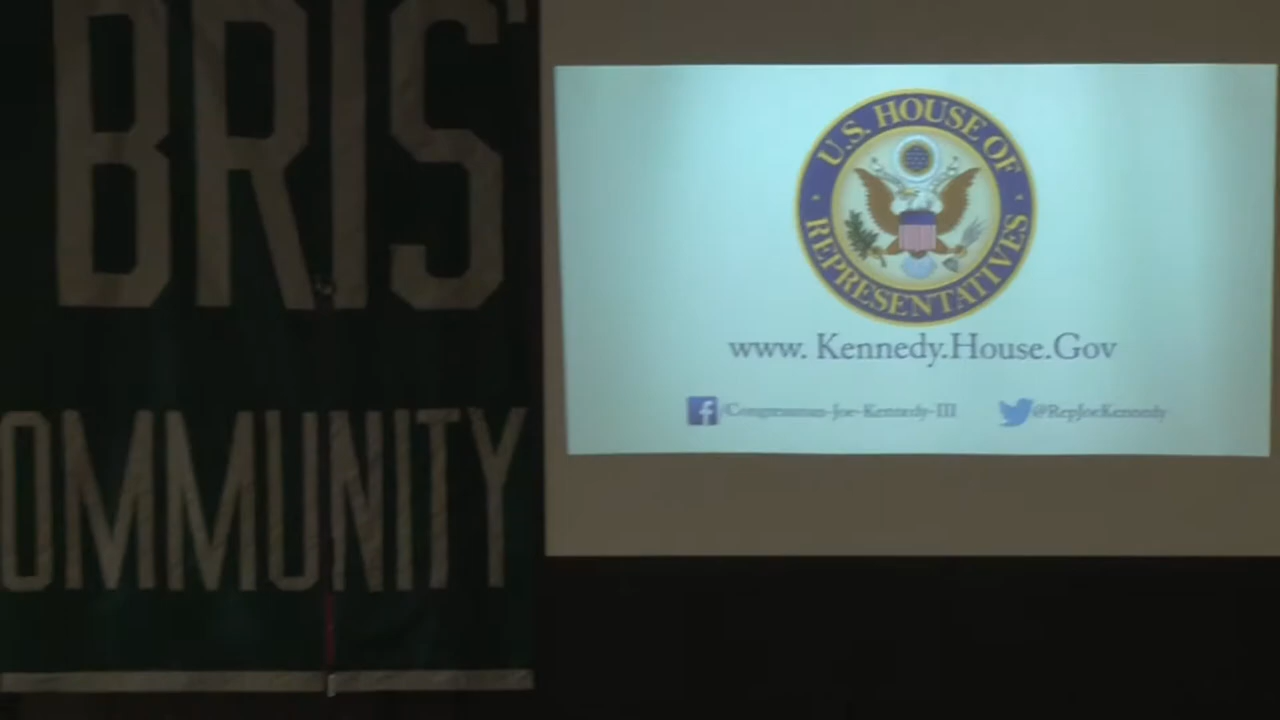 BRIS
OMMUNITY
U.S. HOUSE OF
REPRESENTATIVES
www. Kennedy.House.Gov
/Congressman-Joe-Kennedy-III
@RepJoeKennedy